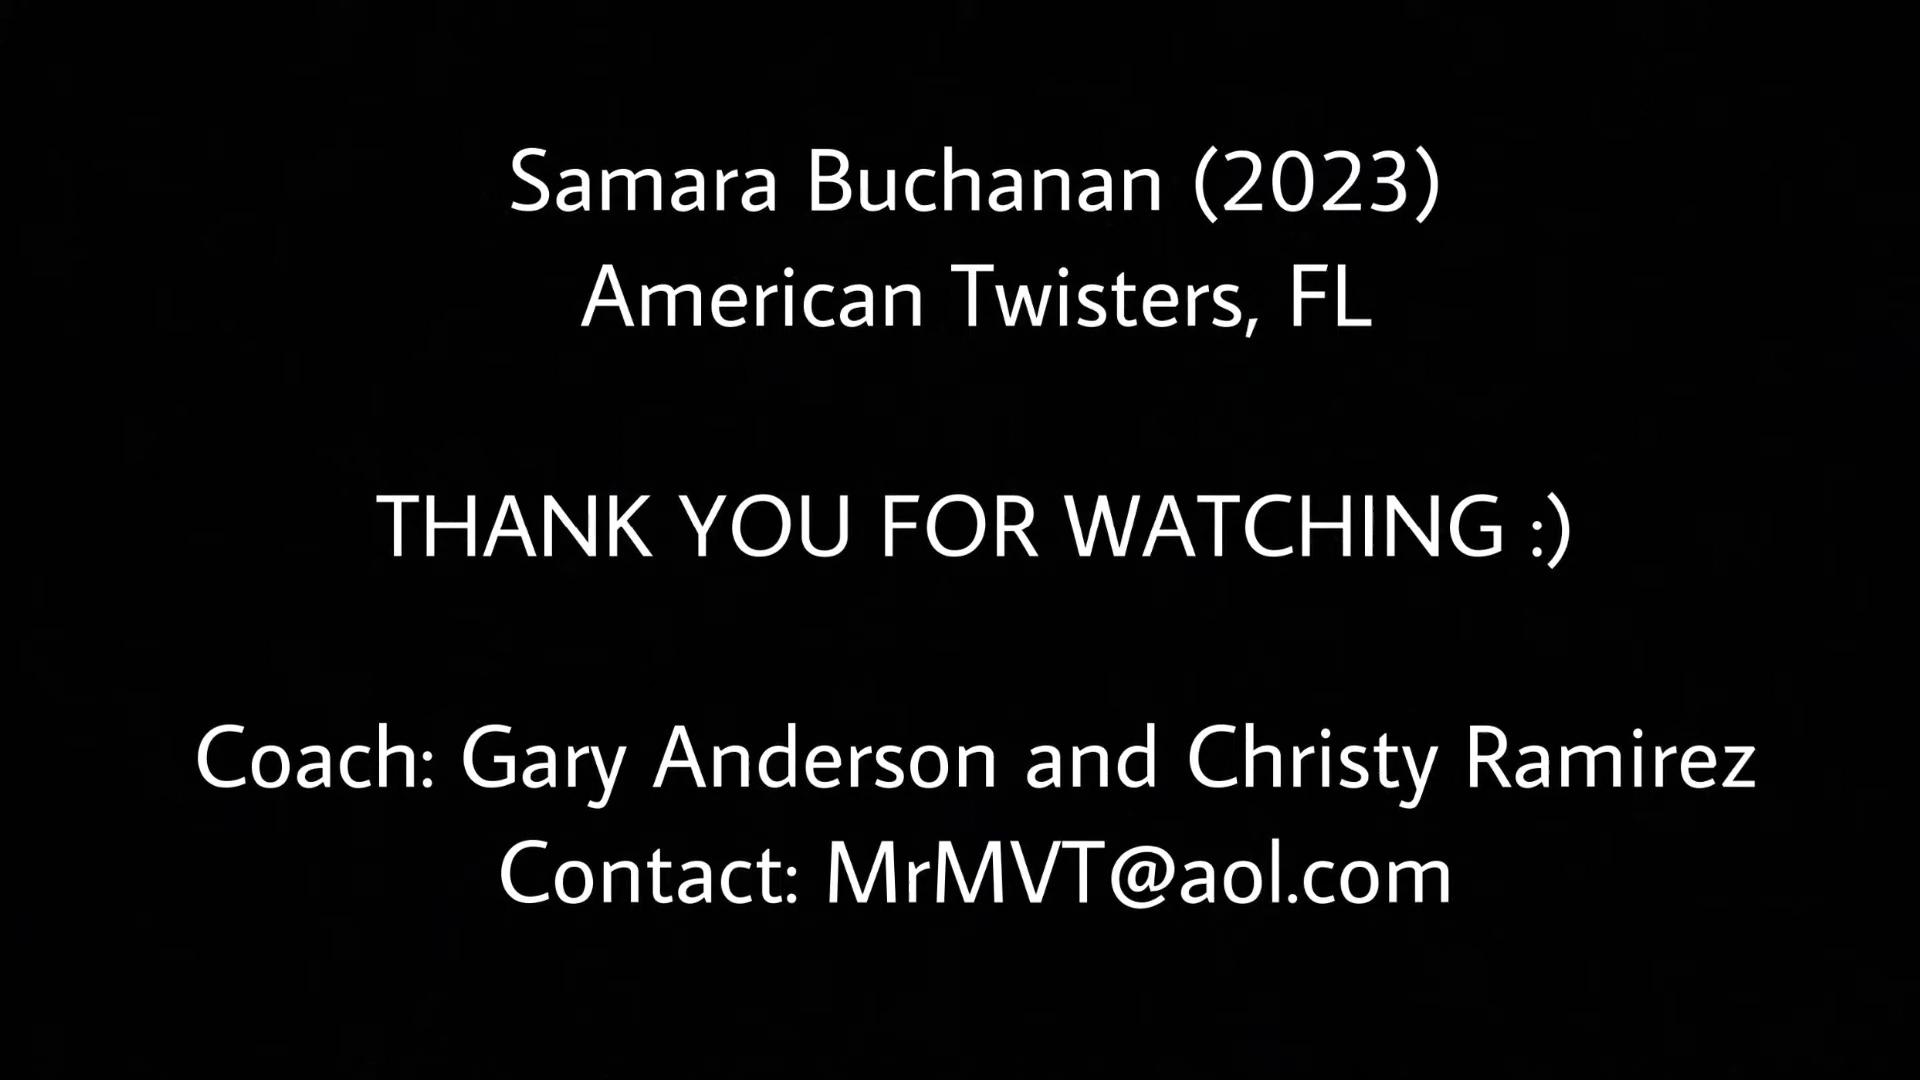 Samara Buchanan (2023)
American Twisters, FL
THANK YOU FOR WATCHING :)
Coach: Gary Anderson and Christy Ramirez
Contact: MrMVT@aol.com